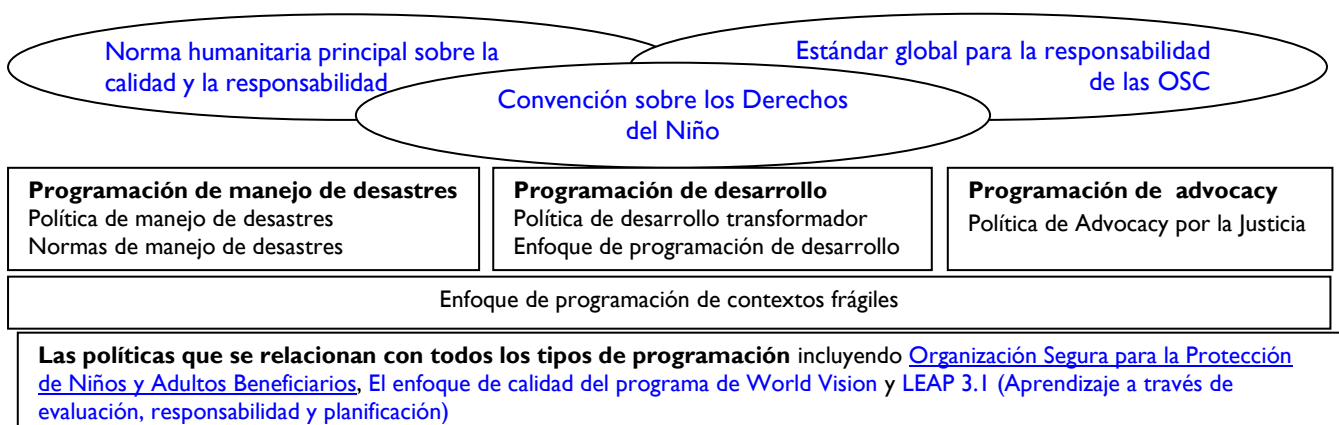 Norma humanitaria principal sobre la
calidad y la responsabilidad
Estándar global para la responsabilidad
de las OSC
Convención sobre los Derechos
del Niño
Programación de manejo de desastres
Política de manejo de desastres
Normas de manejo de desastres
Programación de desarrollo
Política de desarrollo transformador
Enfoque de programación de desarrollo
Programación de advocacy
Política de Advocacy por la Justicia
Enfoque de programación de contextos frágiles
Las políticas que se relacionan con todos los tipos de programación incluyendo Organización Segura para la Protección
de Niños y Adultos Beneficiarios, El enfoque de calidad del programa de World Vision y LEAP 3.1 (Aprendizaje a través de
evaluación, responsabilidad y planificación)